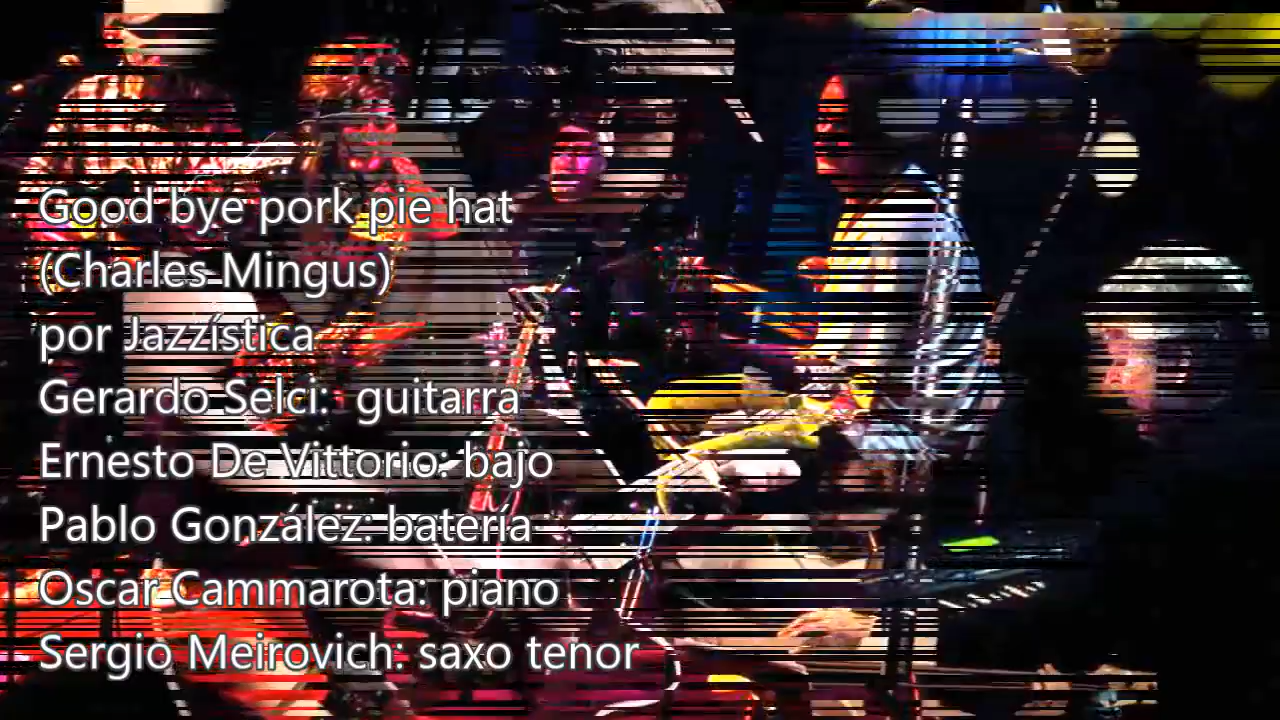 Good bye pork pie hat
(Charles Mingus)
por Jazzística
Gerardo Selci:  guitarra
Ernesto De Vittorio: bajo
Pablo González: batería
Oscar Cammarota: piano
Sergio Meirovich: saxo tenor